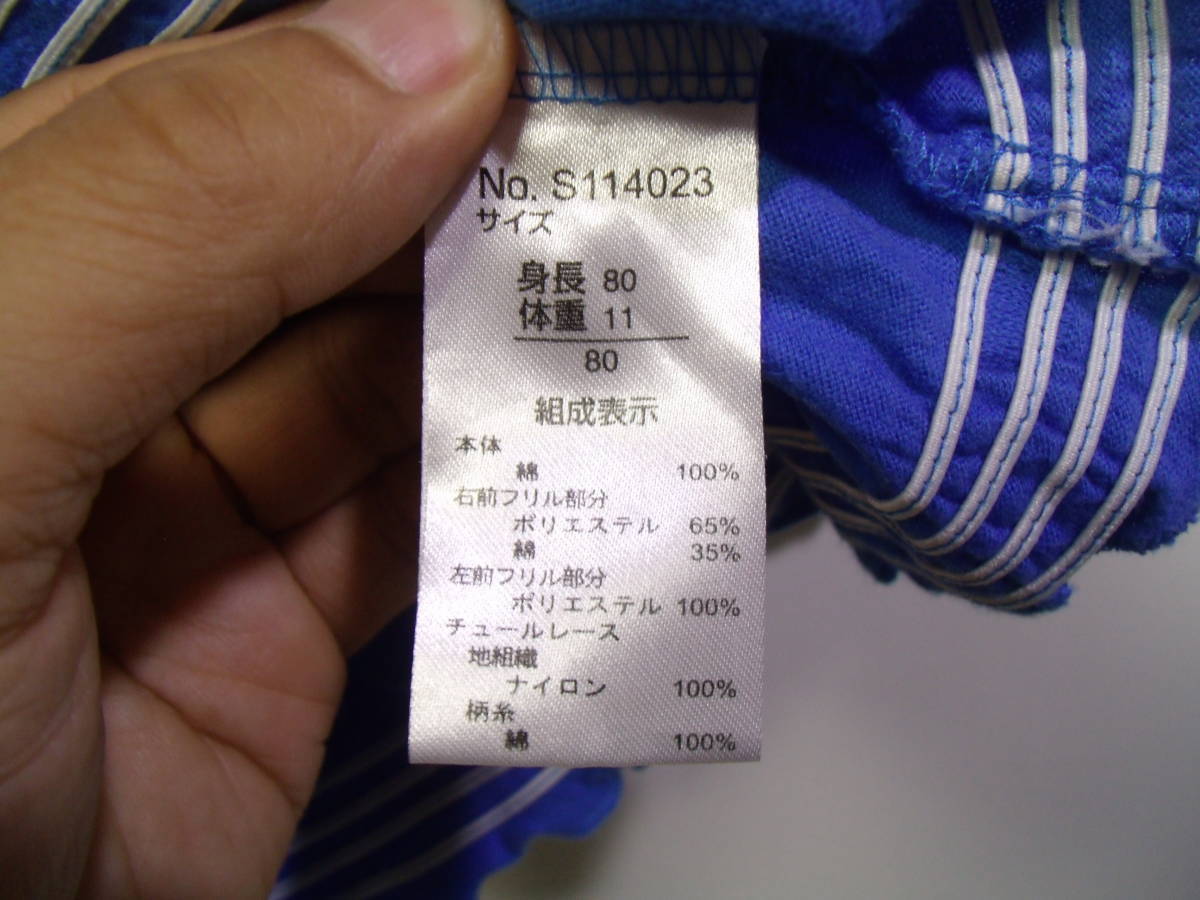 No. S114023
サイズ
身長 80
体重 11
80
組成表示
本体
綿 100%
右前フリル部分
ポリエステル 65%
綿 35%
左前フリル部分
ポリエステル 100%
チュールレース
地組織
ナイロン 100%
柄糸
綿 100%